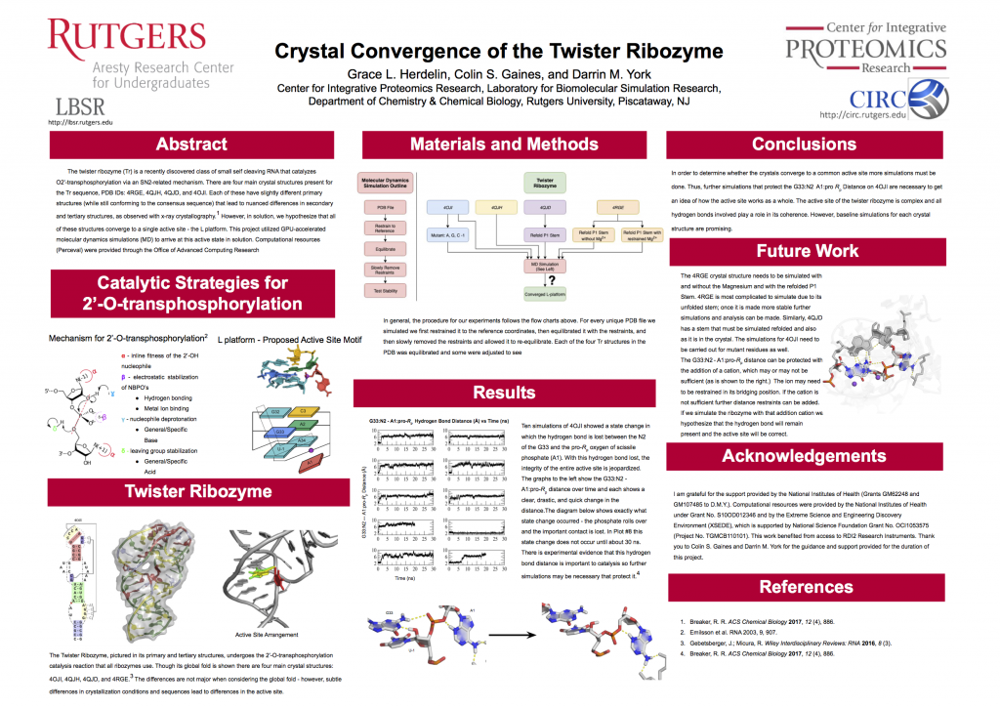 RUTGERS
Aresty Research Center
for Undergraduates
LBSR
http://lbsr.rutgers.edu
Crystal Convergence of the Twister Ribozyme
Grace L. Herdelin, Colin S. Gaines, and Darrin M. York
Center for Integrative Proteomics Research, Laboratory for Biomolecular Simulation Research,
Department of Chemistry & Chemical Biology, Rutgers University, Piscataway, NJ
Center for Integrative
PROTEOMICS
Research
CIRC
http://circ.rutgers.edu
Abstract
The twister ribozyme (Tr) is a recently discovered class of small self cleaving RNA that catalyzes
O2'-transphosphorylation via an SN2-related mechanism. There are four main crystal structures present for
the Tr sequence, PDB IDs: 4RGE, 4QJH, 4QJD, and 4OJI. Each of these have slightly different primary
structures (while still conforming to the consensus sequence) that lead to nuanced differences in secondary
and tertiary structures, as observed with x-ray crystallography.1 However, in solution, we hypothesize that all
of these structures converge to a single active site - the L platform. This project utilized GPU-accelerated
molecular dynamics simulations (MD) to arrive at this active state in solution. Computational resources
(Perceval) were provided through the Office of Advanced Computing Research
Catalytic Strategies for
2'-O-transphosphorylation
Mechanism for 2'-O-transphosphorylation2
α - inline fitness of the 2'-OH
nucleophile
β - electrostatic stabilization
of NBPO's
● Hydrogen bonding
● Metal Ion binding
γ - nucleophile deprotonation
● General/Specific
Base
δ - leaving group stabilization
● General/Specific
Acid
L platform - Proposed Active Site Motif
Twister Ribozyme
Active Site Arrangement
The Twister Ribozyme, pictured in its primary and tertiary structures, undergoes the 2'-O-transphosphorylation
catalysis reaction that all ribozymes use. Though its global fold is shown there are four main crystal structures:
4OJI, 4QJH, 4QJD, and 4RGE.3 The differences are not major when considering the global fold - however, subtle
differences in crystallization conditions and sequences lead to differences in the active site.
Materials and Methods
Molecular Dynamics
Simulation Outline
PDB File
Restrain to
Reference
Equilibrate
Slowly Remove
Restraints
Test Stability
Twister
Ribozyme
4OJI
4QJH
4QJD
4RGE
Mutant: A, G, C -1
Refold P1 Stem
Refold P1 Stem
without Mg2+
Refold P1 Stem with
restrained Mg2+
MD Simulation
(See Left)
?
Converged L-platform
In general, the procedure for our experiments follows the flow charts above. For every unique PDB file we
simulated we first restrained it to the reference coordinates, then equilibrated it with the restraints, and
then slowly removed the restraints and allowed it to re-equilibrate. Each of the four Tr structures in the
PDB was equilibrated and some were adjusted to see
Results
G33:N2 - A1:pro-Rp Hydrogen Bond Distance (Å) vs Time (ns)
G33:N2 — A1:pro-Rp Distance (Å)
Time (ns)
Ten simulations of 4OJI showed a state change in
which the hydrogen bond is lost between the N2
of the G33 and the pro-Rp oxygen of scissile
phosphate (A1). With this hydrogen bond lost, the
integrity of the entire active site is jeopardized.
The graphs to the left show the G33:N2 -
A1:pro-Rp distance over time and each shows a
clear, drastic, and quick change in the
distance.The diagram below shows exactly what
state change occurred - the phosphate rolls over
and the important contact is lost. In Plot #6 this
state change does not occur until about 30 ns.
There is experimental evidence that this hydrogen
bond distance is important to catalysis so further
simulations may be necessary that protect it.4
G33
A1
U-1
Conclusions
In order to determine whether the crystals converge to a common active site more simulations must be
done. Thus, further simulations that protect the G33:N2 A1:pro Rp Distance on 4OJI are necessary to get
an idea of how the active site works as a whole. The active site of the twister ribozyme is complex and all
hydrogen bonds involved play a role in its coherence. However, baseline simulations for each crystal
structure are promising.
Future Work
The 4RGE crystal structure needs to be simulated with
and without the Magnesium and with the refolded P1
Stem. 4RGE is most complicated to simulate due to its
unfolded stem; once it is made more stable further
simulations and analysis can be made. Similarly, 4QJD
has a stem that must be simulated refolded and also
as it is in the crystal. The simulations for 4OJI need to
be carried out for mutant residues as well.
The G33:N2 - A1:pro-Rp distance can be protected with
the addition of a cation, which may or may not be
sufficient (as is shown to the right.) The ion may need
to be restrained in its bridging position. If the cation is
not sufficient further distance restraints can be added.
If we simulate the ribozyme with that addition cation we
hypothesize that the hydrogen bond will remain
present and the active site will be correct.
Acknowledgements
I am grateful for the support provided by the National Institutes of Health (Grants GM62248 and
GM107485 to D.M.Y.). Computational resources were provided by the National Institutes of Health
under Grant No. S10OD012346 and by the Extreme Science and Engineering Discovery
Environment (XSEDE), which is supported by National Science Foundation Grant No. OCI1053575
(Project No. TGMCB110101). This work benefited from access to RDI2 Research Instruments. Thank
you to Colin S. Gaines and Darrin M. York for the guidance and support provided for the duration of
this project.
References
1. Breaker, R. R. ACS Chemical Biology 2017, 12 (4), 886.
2. Emilsson et al. RNA 2003, 9, 907.
3. Gebetsberger, J.; Micura, R. Wiley Interdisciplinary Reviews: RNA 2016, 8 (3).
4. Breaker, R. R. ACS Chemical Biology 2017, 12 (4), 886.